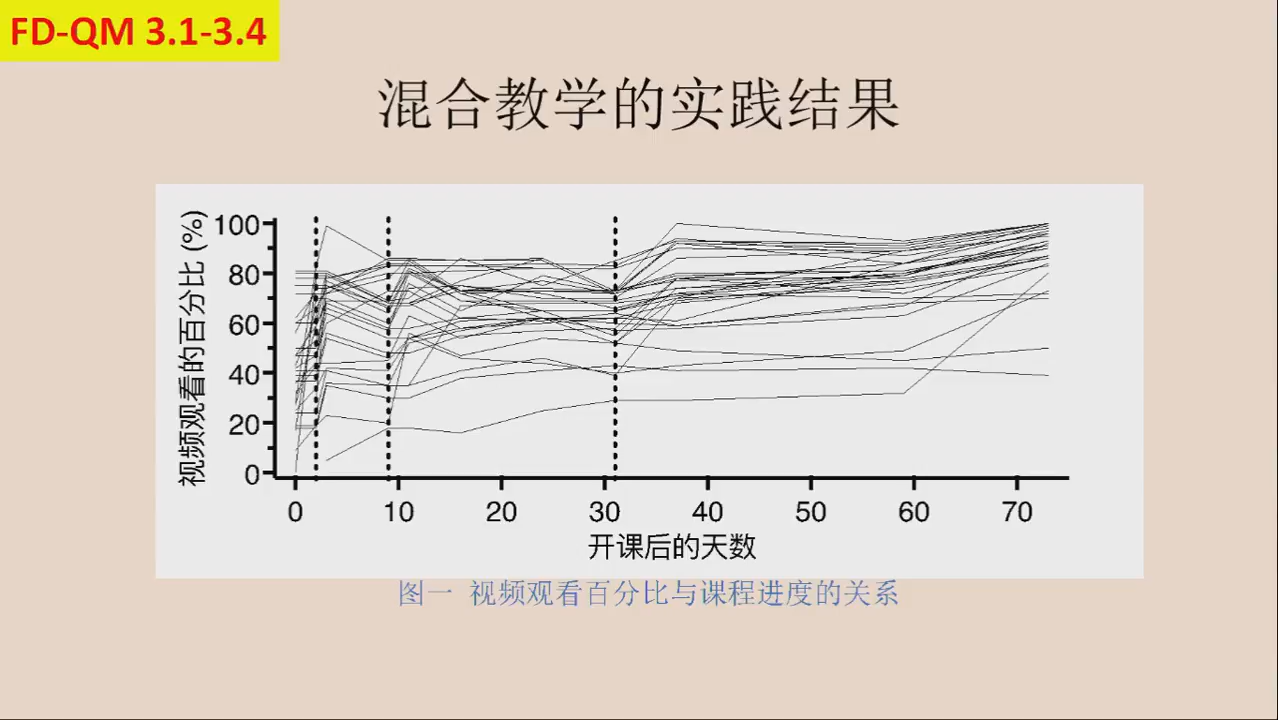 FD-QM 3.1-3.4
混合教学的实践结果
视频观看的百分比 (%)
100
80
60
40
20
0
0 10 20 30 40 50 60 70
开课后的天数
图一 视频观看百分比与课程进度的关系